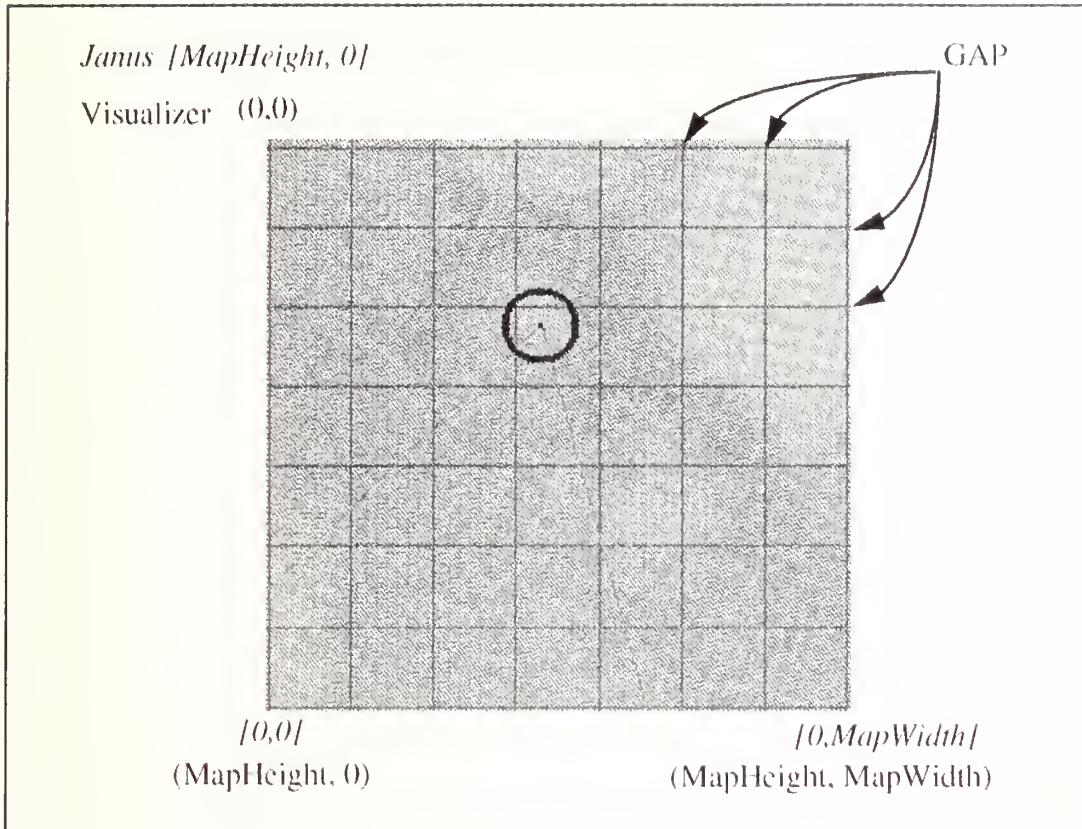 Janus [MapHeight, 0]
GAP
Visualizer (0,0)
[0,0]
[0,MapWidth]
(MapHeight, 0)
(MapHeight, MapWidth)